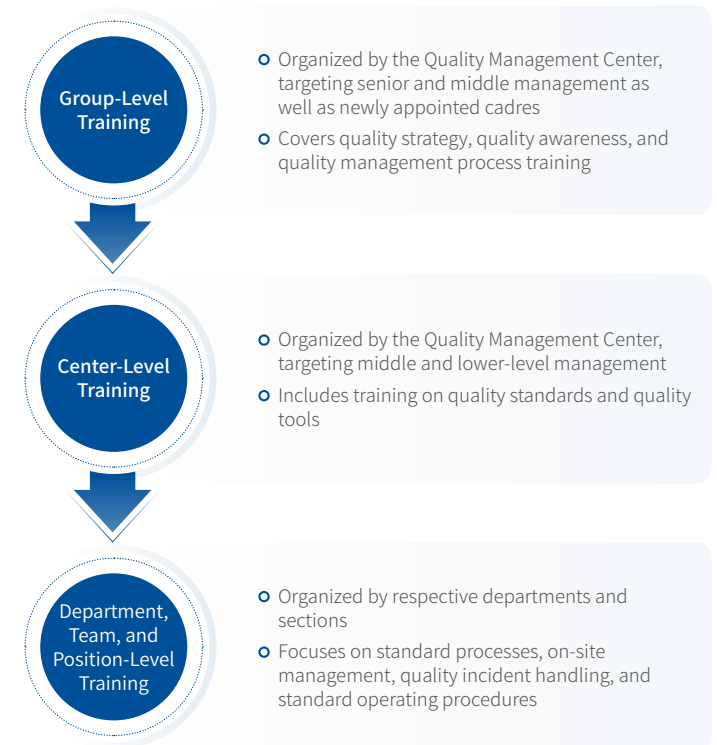 Group-Level
Training
Organized by the Quality Management Center,
targeting senior and middle management as
well as newly appointed cadres
Covers quality strategy, quality awareness, and
quality management process training
Center-Level
Training
Organized by the Quality Management Center,
targeting middle and lower-level management
Includes training on quality standards and quality
tools
Department,
Team, and
Position-Level
Training
Organized by respective departments and
sections
Focuses on standard processes, on-site
management, quality incident handling, and
standard operating procedures